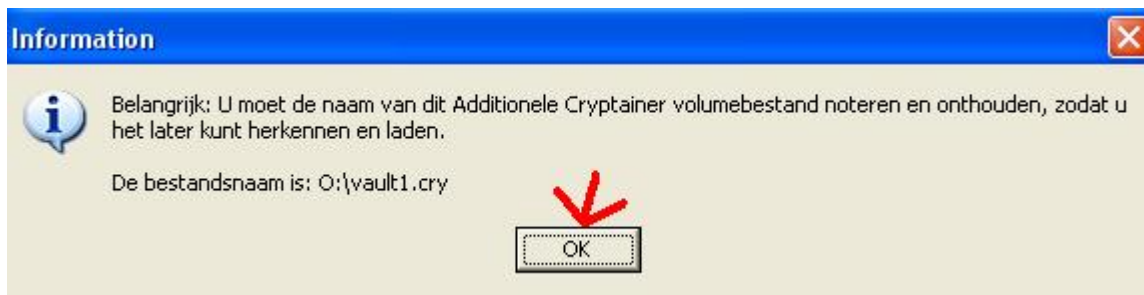 Information
Belangrijk: U moet de naam van dit Additionele Cryptainer volumebestand noteren en onthouden, zodat u
het later kunt herkennen en laden.
De bestandsnaam is: O:\vault1.cry
OK